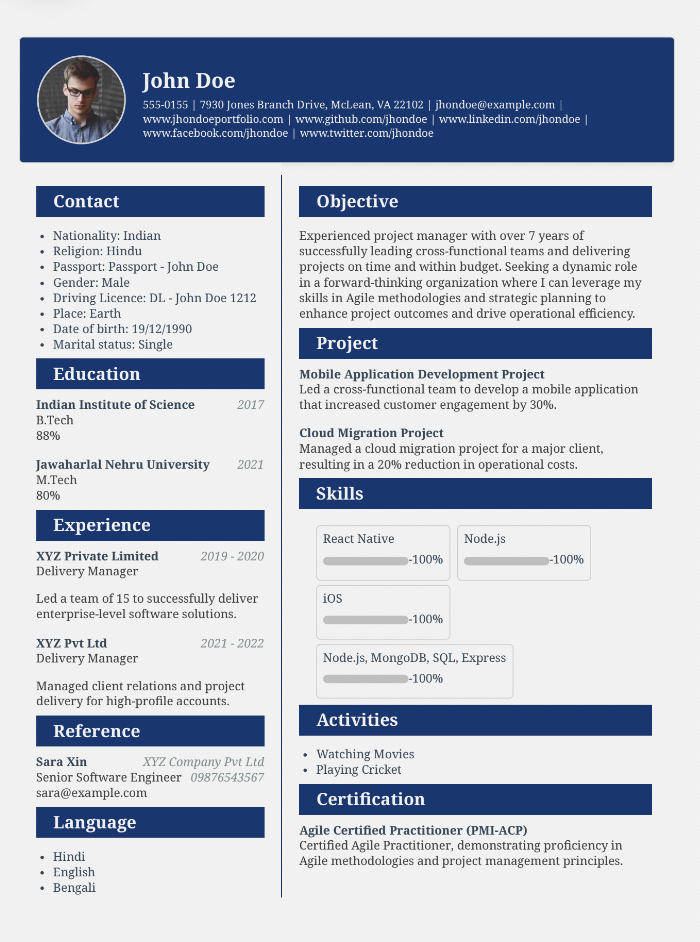 John Doe
555-0155 | 7930 Jones Branch Drive, McLean, VA 22102 | jhondoe@example.com |
www.jhondoeportfolio.com | www.github.com/jhondoe | www.linkedin.com/jhondoe |
www.facebook.com/jhondoe | www.twitter.com/jhondoe
Contact
• Nationality: Indian
• Religion: Hindu
• Passport: Passport - John Doe
• Gender: Male
• Driving Licence: DL - John Doe 1212
• Place: Earth
• Date of birth: 19/12/1990
• Marital status: Single
Education
Indian Institute of Science 2017
B.Tech
88%
Jawaharlal Nehru University 2021
M.Tech
80%
Experience
XYZ Private Limited 2019 - 2020
Delivery Manager
Led a team of 15 to successfully deliver
enterprise-level software solutions.
XYZ Pvt Ltd 2021 - 2022
Delivery Manager
Managed client relations and project
delivery for high-profile accounts.
Reference
Sara Xin XYZ Company Pvt Ltd
Senior Software Engineer 09876543567
sara@example.com
Language
• Hindi
• English
• Bengali
Objective
Experienced project manager with over 7 years of
successfully leading cross-functional teams and delivering
projects on time and within budget. Seeking a dynamic role
in a forward-thinking organization where I can leverage my
skills in Agile methodologies and strategic planning to
enhance project outcomes and drive operational efficiency.
Project
Mobile Application Development Project
Led a cross-functional team to develop a mobile application
that increased customer engagement by 30%.
Cloud Migration Project
Managed a cloud migration project for a major client,
resulting in a 20% reduction in operational costs.
Skills
React Native
-100%
Node.js
-100%
iOS
-100%
Node.js, MongoDB, SQL, Express
-100%
Activities
• Watching Movies
• Playing Cricket
Certification
Agile Certified Practitioner (PMI-ACP)
Certified Agile Practitioner, demonstrating proficiency in
Agile methodologies and project management principles.